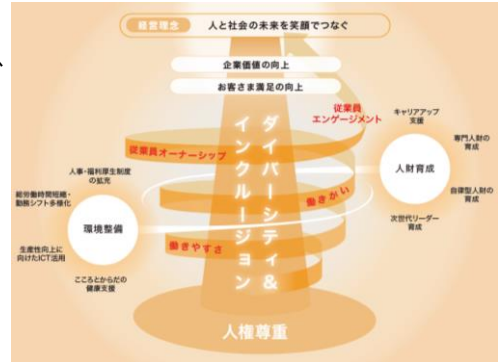 経営理念 人と社会の未来を笑顔でつなぐ
企業価値の向上
お客さま満足の向上
従業員
エンゲージメント
従業員オーナーシップ
ダイバーシティ&
インクルージョン
働きがい
働きやすさ
人権尊重
人事・福利厚生制度
の拡充
総労働時間短縮・
勤務シフト多様化
環境整備
生産性向上に
向けたICT活用
こころとからだの
健康支援
キャリアアップ
支援
専門人財の
育成
人財育成
自律型人財の
育成
次世代リーダー
育成